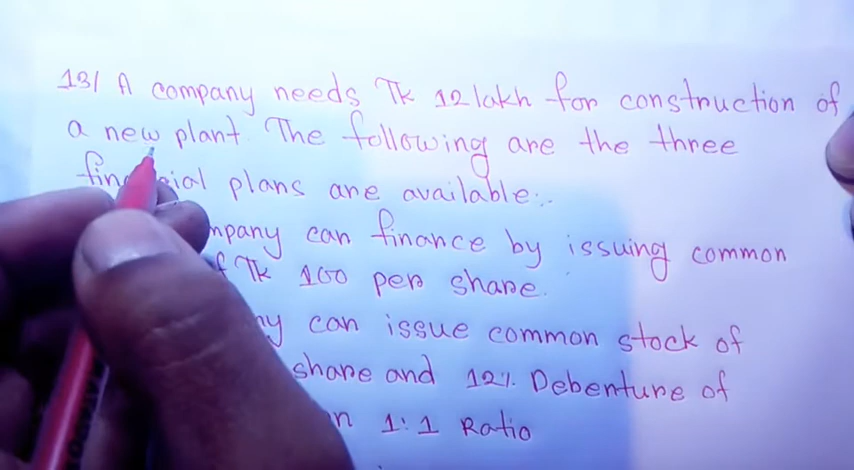 13/ A company needs Tk 12 lakh for construction of
a new plant. The following are the three
plans are available:-
can finance by issuing common
Tk 100 per share.
can issue common stock of
share and 12% Debenture of
1:1 Ratio